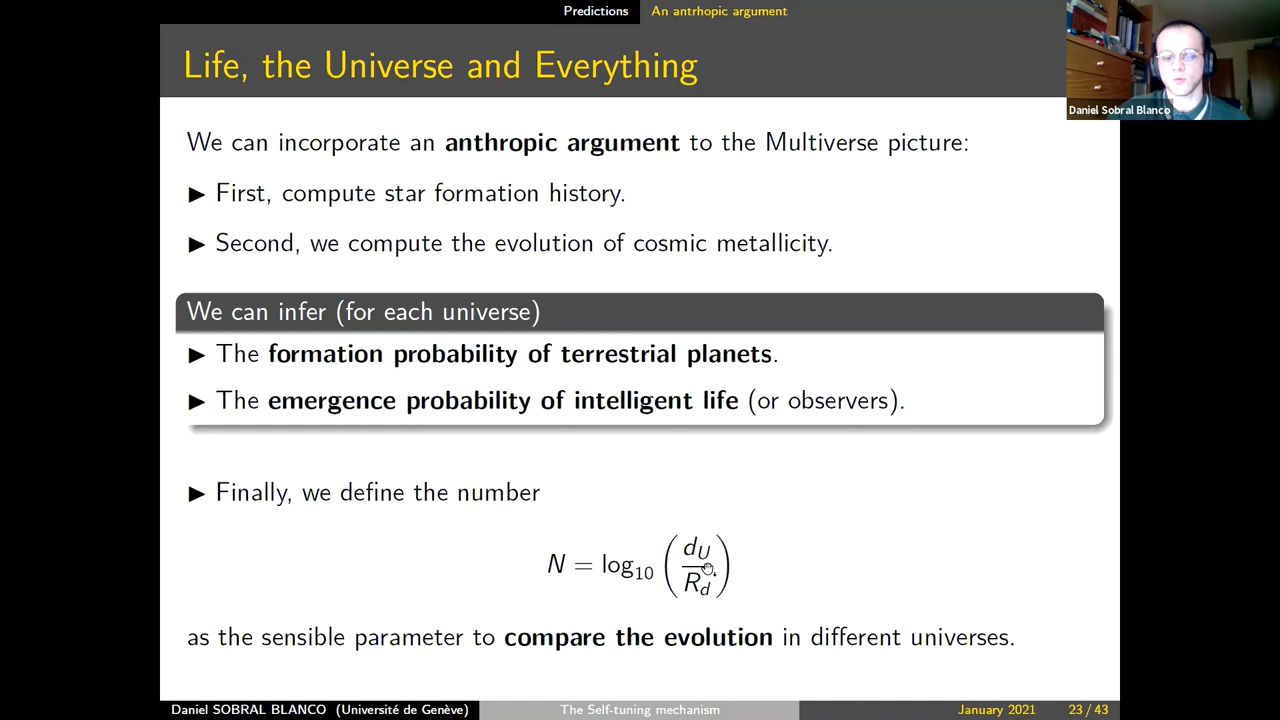 Predictions An antrhopic argument
Life, the Universe and Everything
Daniel Sobral Blanco
We can incorporate an anthropic argument to the Multiverse picture:
▶ First, compute star formation history.
▶ Second, we compute the evolution of cosmic metallicity.
We can infer (for each universe)
▶ The formation probability of terrestrial planets.
▶ The emergence probability of intelligent life (or observers).
▶ Finally, we define the number
N = log₁₀ (d_U / R_d)
as the sensible parameter to compare the evolution in different universes.
Daniel SOBRAL BLANCO (Université de Genève) The Self-tuning mechanism January 2021 23 / 43